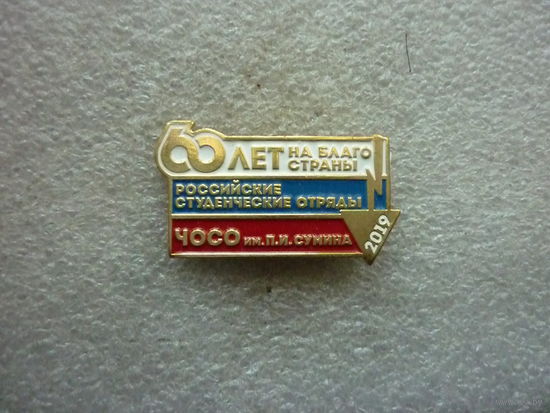 60 ЛЕТ НА БЛАГО
СТРАНЫ
РОССИЙСКИЕ
СТУДЕНЧЕСКИЕ ОТРЯДЫ
ЧОСО ИМ. П.И. СУМИНА
2019